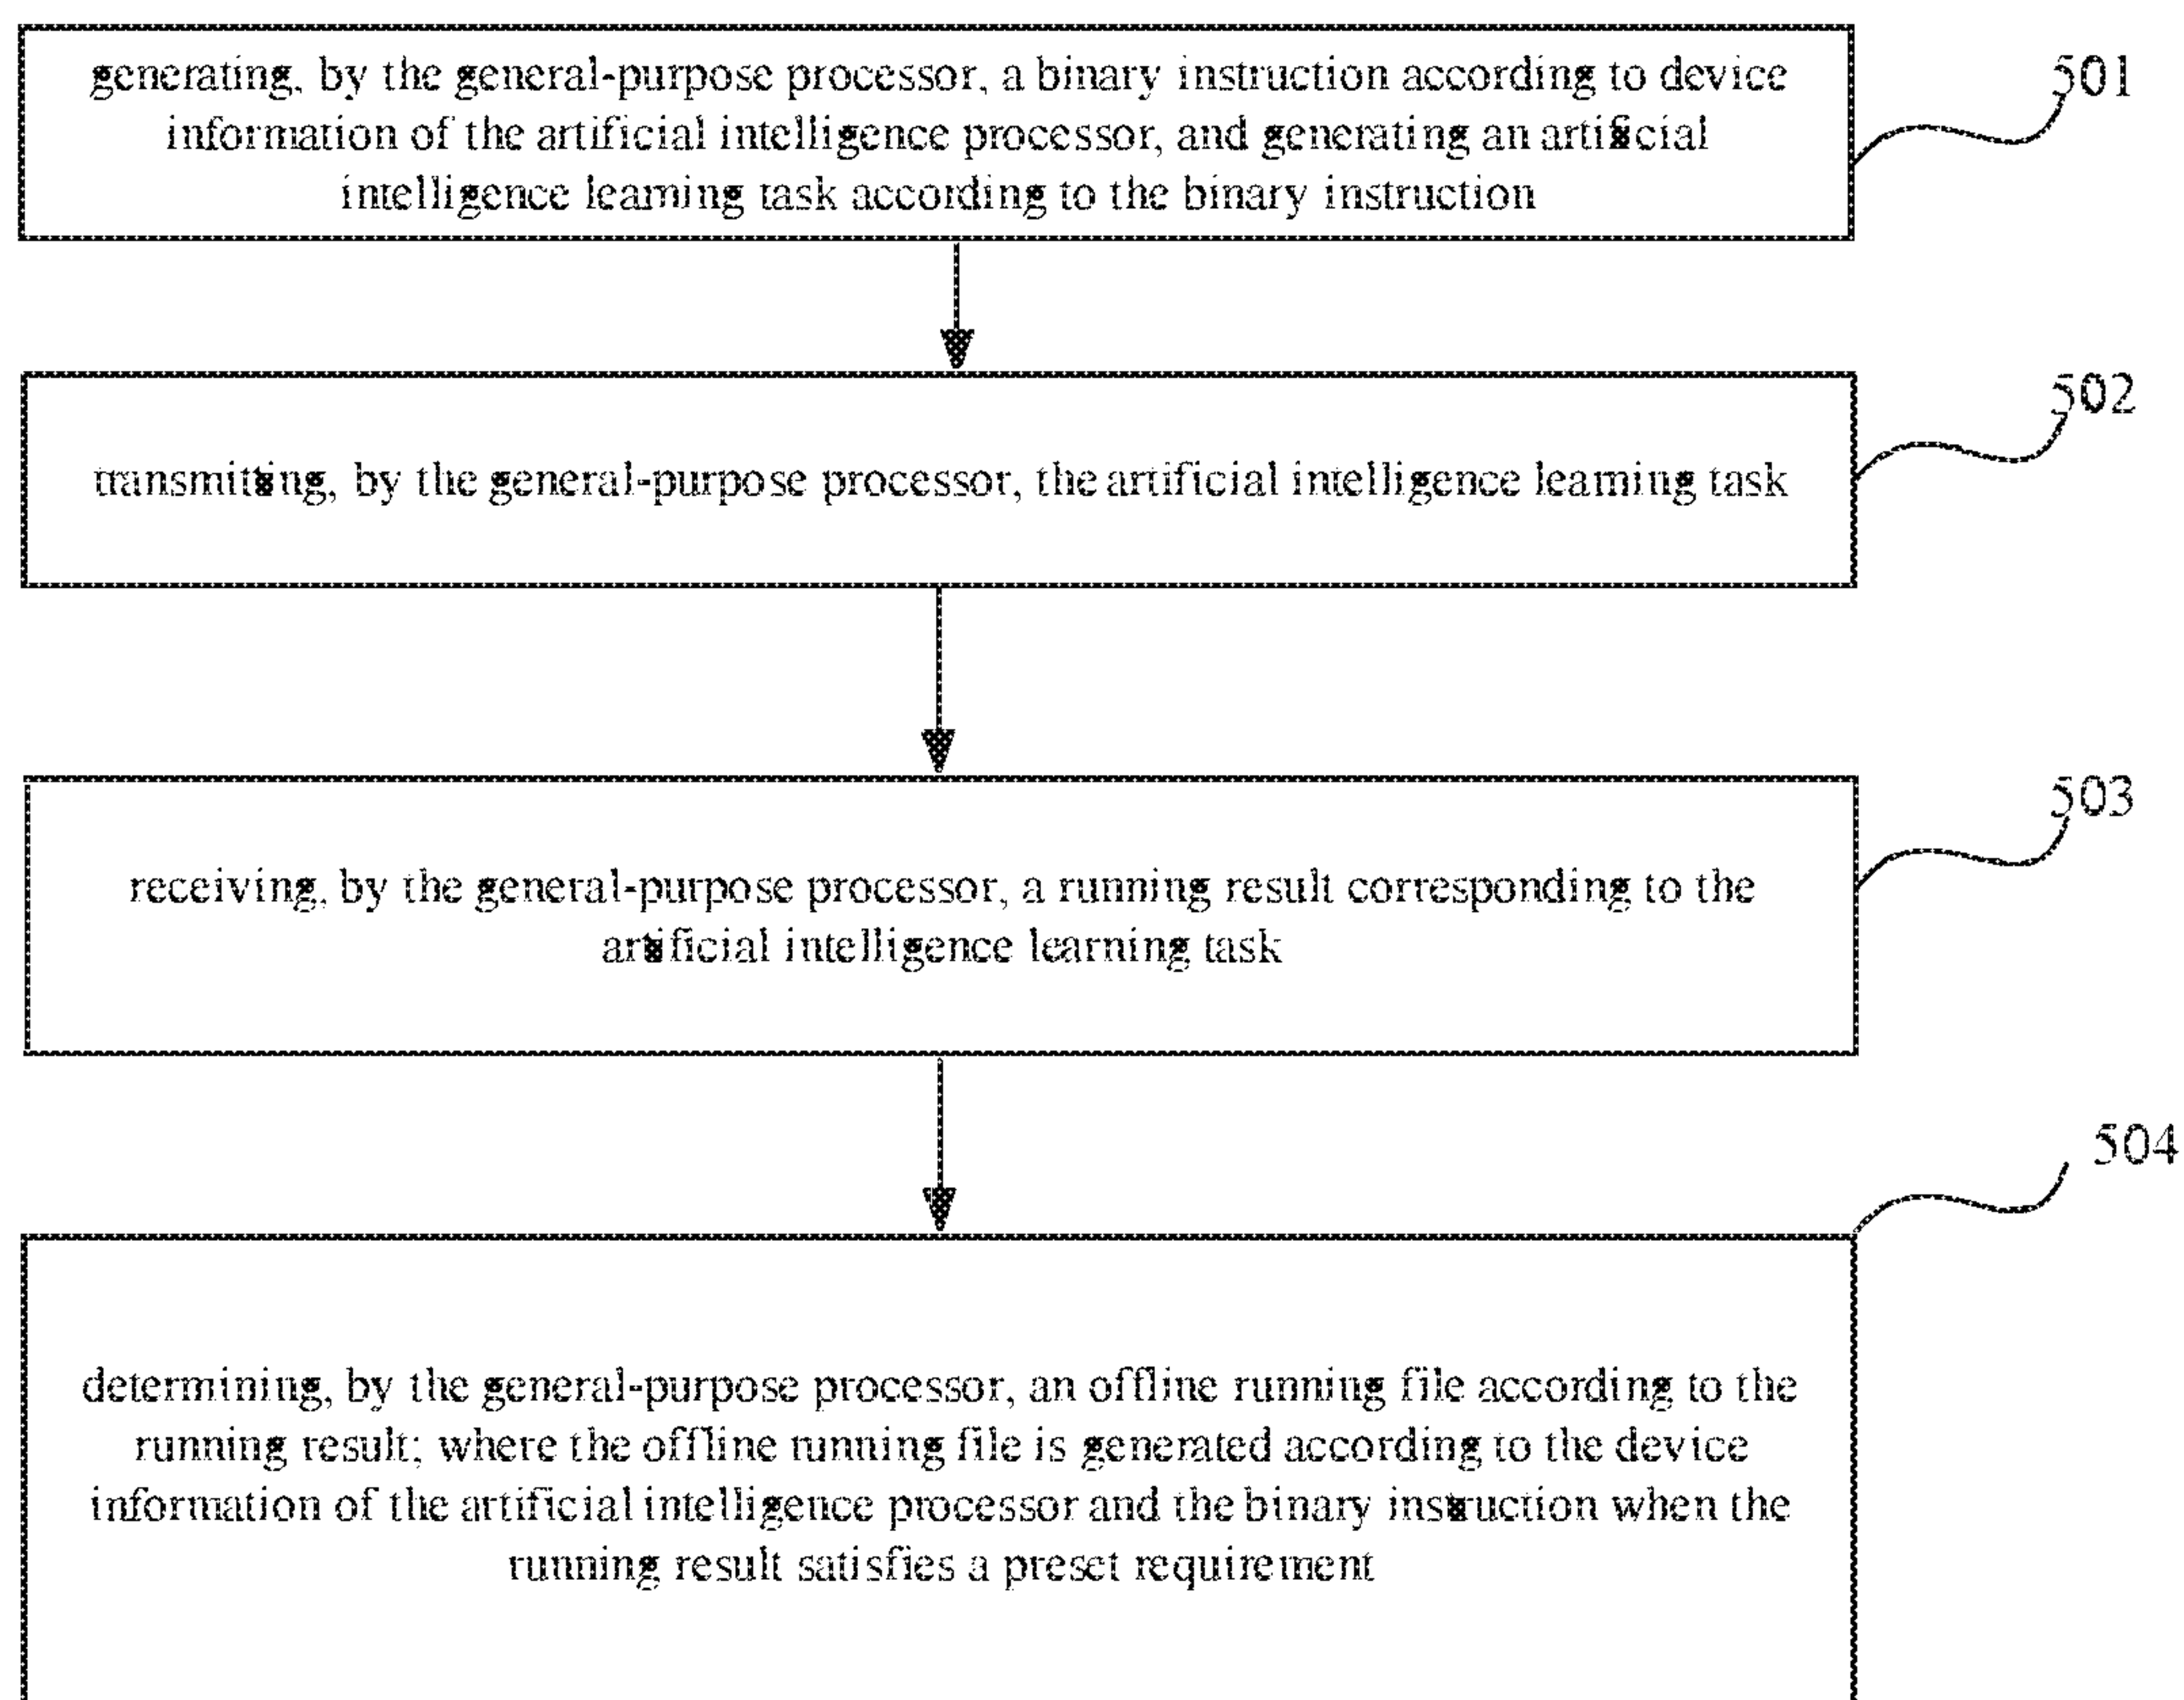 generating, by the general-purpose processor, a binary instruction according to device
information of the artificial intelligence processor, and generating an artificial
intelligence learning task according to the binary instruction
501
502
transmitting, by the general-purpose processor, the artificial intelligence learning task
503
receiving, by the general-purpose processor, a running result corresponding to the
artificial intelligence learning task
504
determining, by the general-purpose processor, an offline running file according to the
running result; where the offline running file is generated according to the device
information of the artificial intelligence processor and the binary instruction when the
running result satisfies a preset requirement